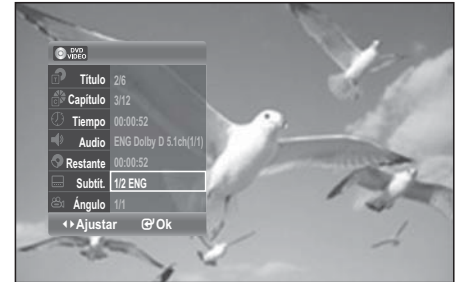 DVD
VIDEO
Título 2/6
Capítulo 3/12
Tiempo 00:00:52
Audio ENG Dolby D 5.1ch(1/1)
Restante 00:00:52
Subtít. 1/2 ENG
Ángulo 1/1
Ajustar Ok